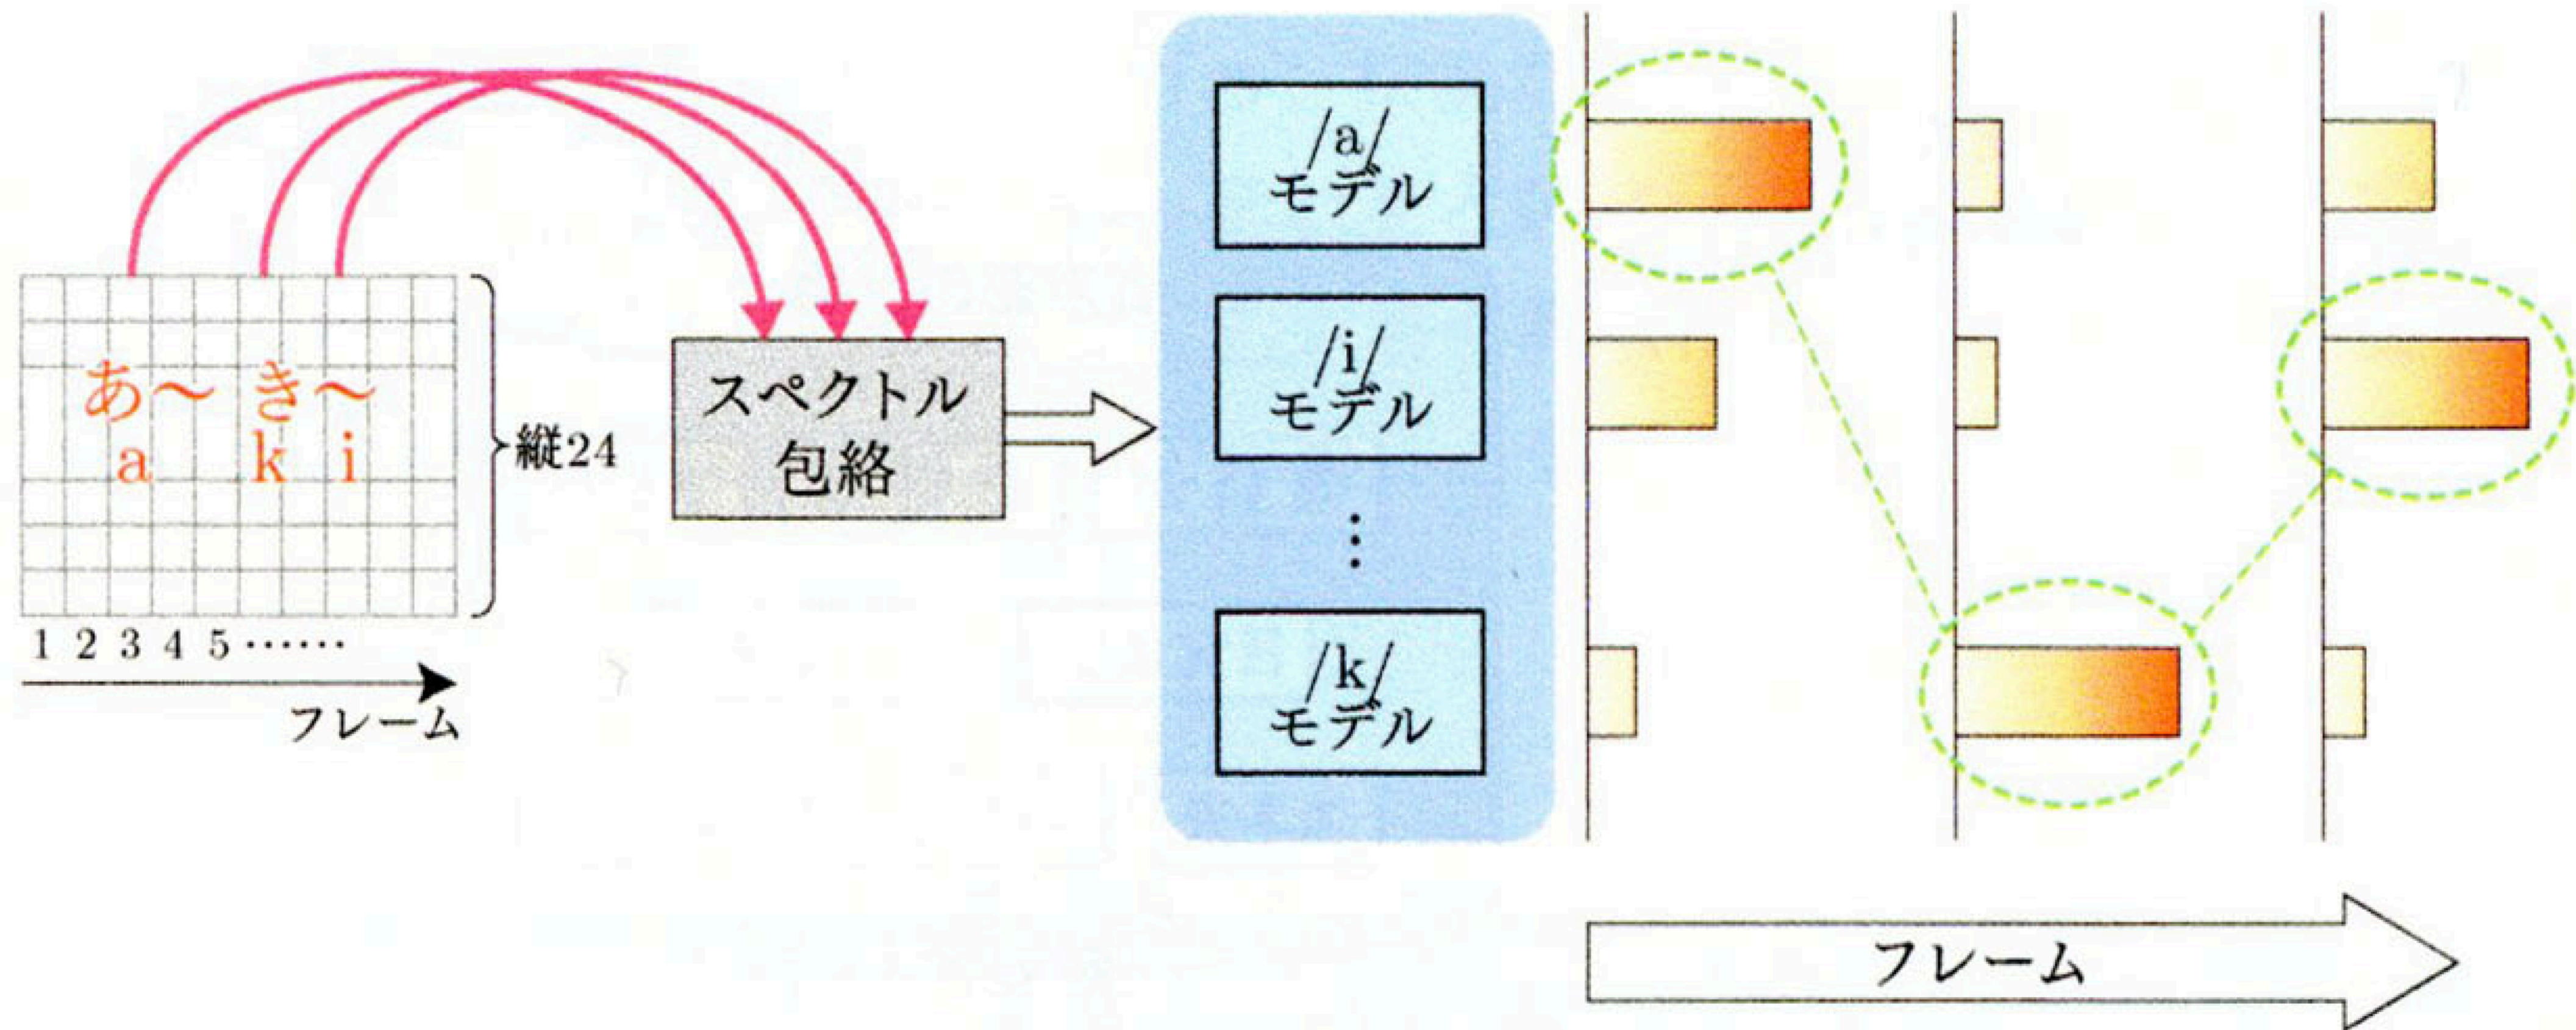 あ～ き～
a k i
縦24
1 2 3 4 5 ……
フレーム
スペクトル
包絡
/a/
モデル
/i/
モデル
⋮
/k/
モデル
フレーム